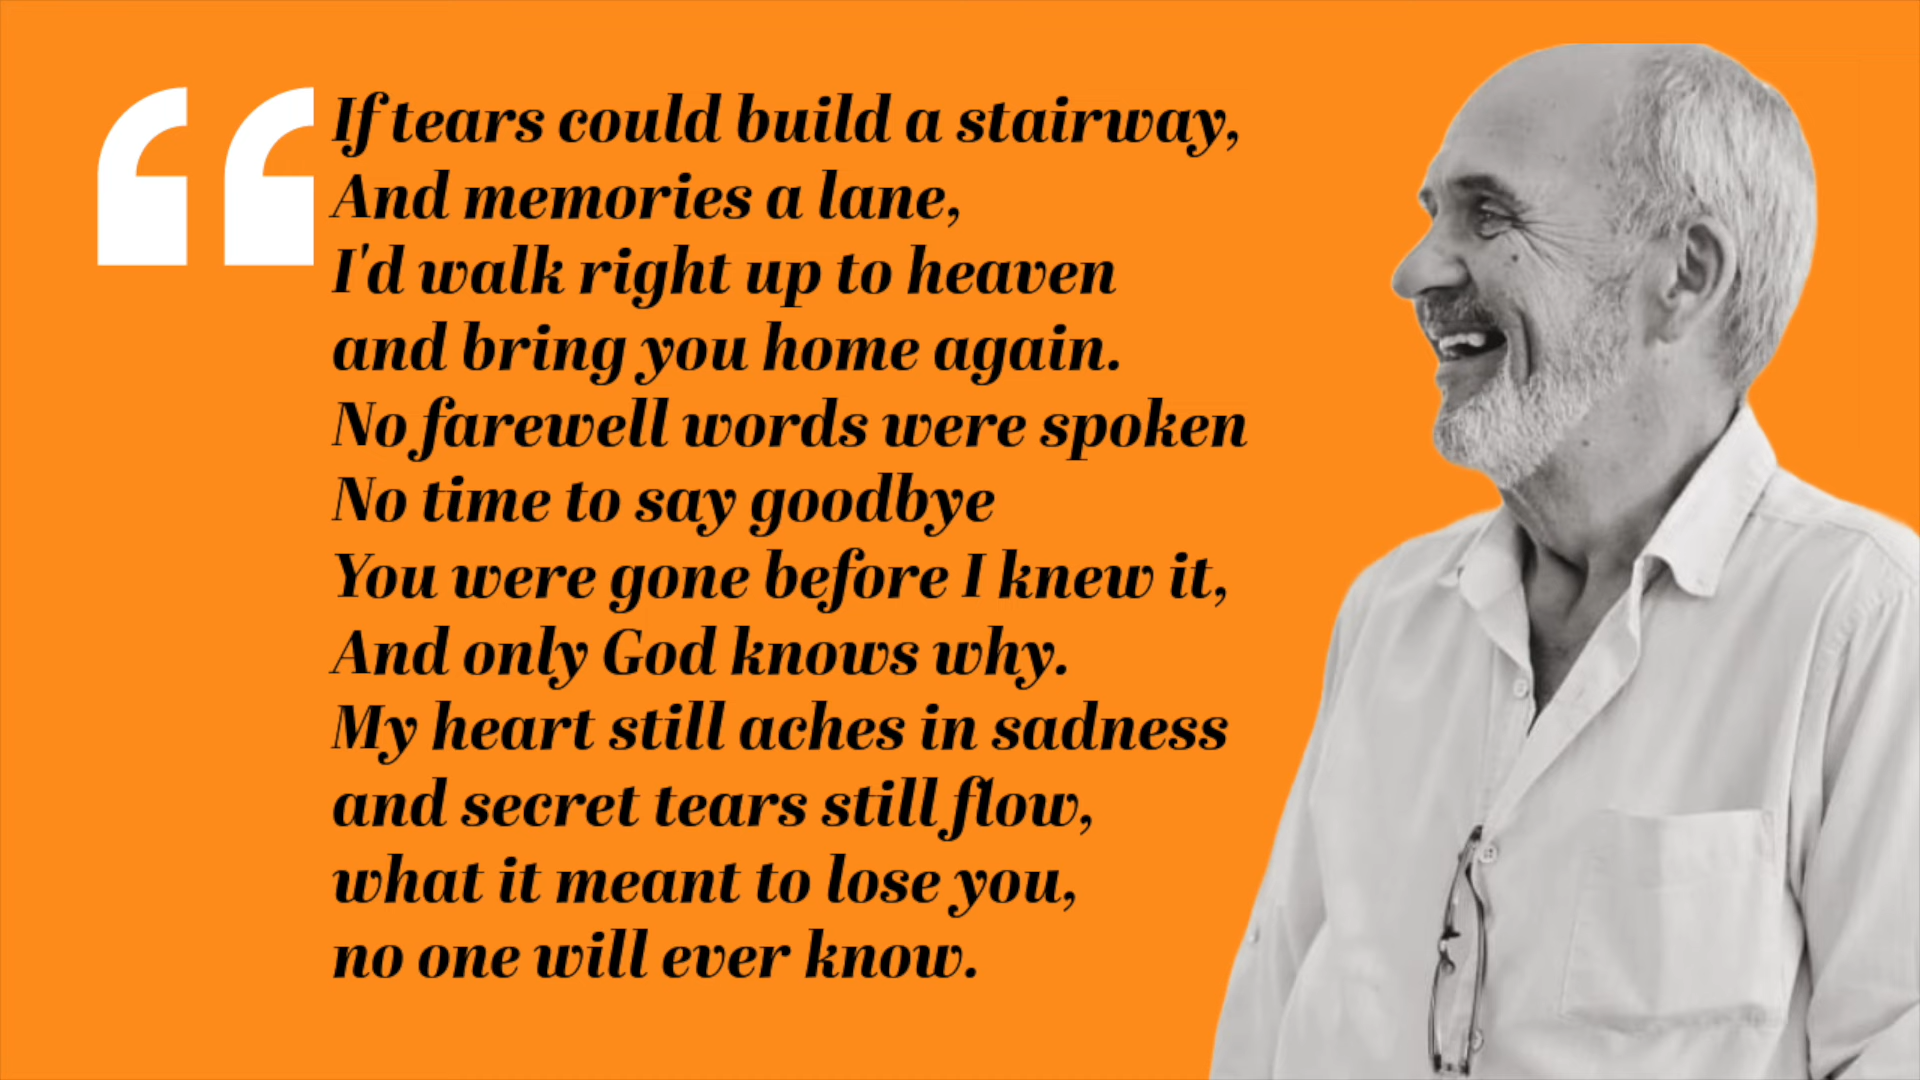 If tears could build a stairway,
And memories a lane,
I'd walk right up to heaven
and bring you home again.
No farewell words were spoken
No time to say goodbye
You were gone before I knew it,
And only God knows why.
My heart still aches in sadness
and secret tears still flow,
what it meant to lose you,
no one will ever know.